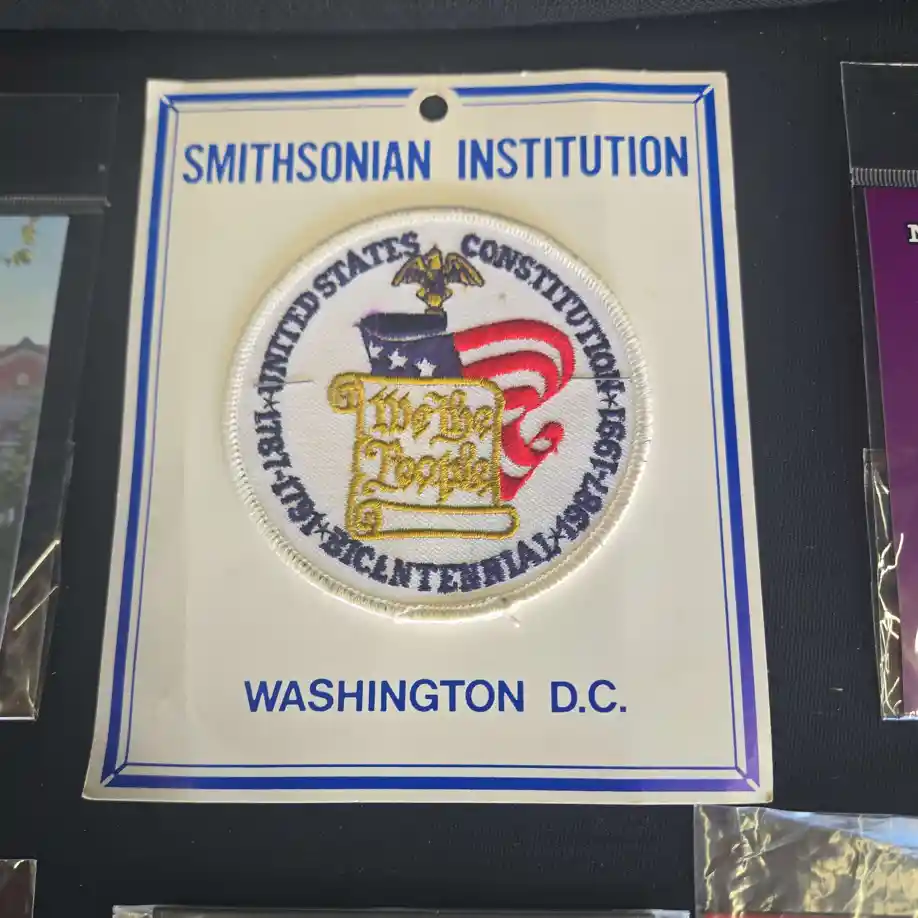 SMITHSONIAN INSTITUTION
★UNITED STATES CONSTITUTION★
1787-1791★BICENTENNIAL★1987-1991
We the
People
WASHINGTON D.C.